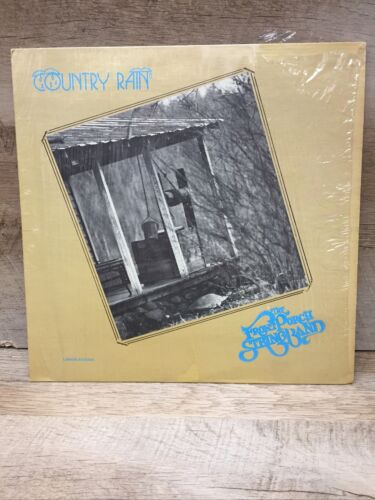 COUNTRY RAIN
THE
FRONT PORCH
STRING BAND